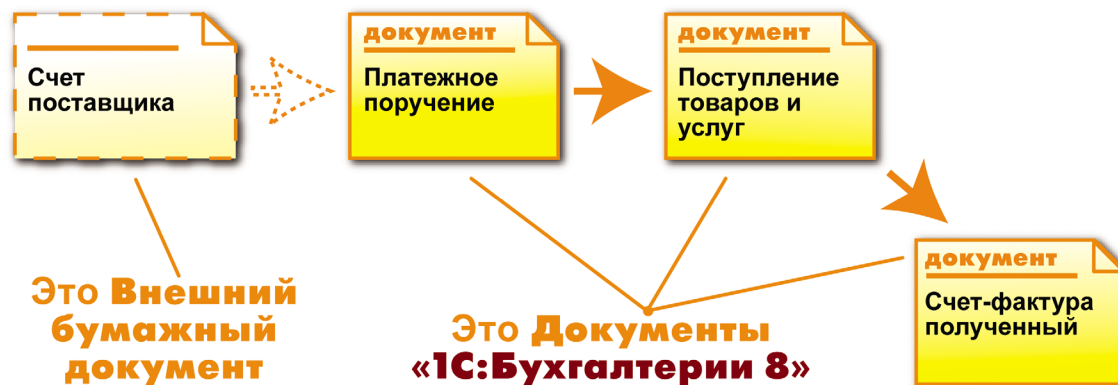 Счет
поставщика
документ
Платежное
поручение
документ
Поступление
товаров и
услуг
документ
Счет-фактура
полученный
Это Внешний
бумажный
документ
Это Документы
«1С:Бухгалтерии 8»